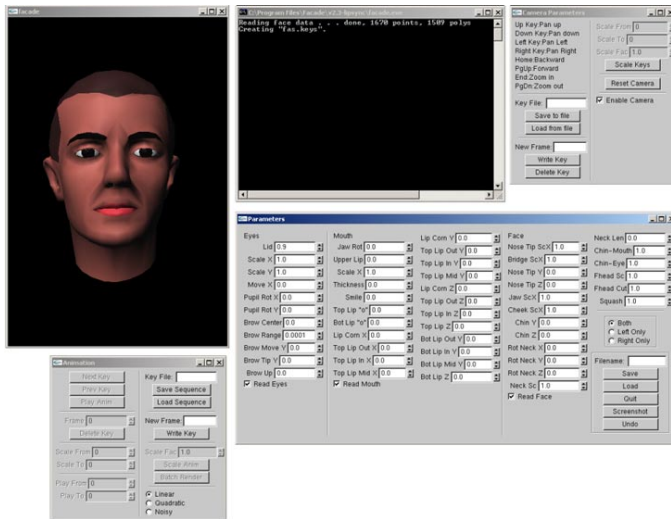 facade
C:\Program Files\facade\v2.5-lipsync\facade.exe
Reading face data . . . done, 1670 points, 1509 polys
Creating "fas.keys".
Camera Parameters
Up Key:Pan up
Down Key:Pan down
Left Key:Pan Left
Right Key:Pan Right
Home:Backward
PgUp:Forward
End:Zoom in
PgDn:Zoom out
Key File:
Save to file
Load from file
New Frame:
Write Key
Delete Key
Scale From 0
Scale To 0
Scale Fac 1.0
Scale Keys
Reset Camera
Enable Camera
Parameters
Eyes
Lid 0.9
Scale X 1.0
Scale Y 1.0
Move X 0.0
Pupil Rot X 0.0
Pupil Rot Y 0.0
Brow Center 0.0
Brow Range 0.0001
Brow Move Y 0.0
Brow Tip Y 0.0
Brow Up 0.0
Read Eyes
Mouth
Jaw Rot 0.0
Upper Lip 0.0
Scale X 1.0
Thickness 0.0
Smile 0.0
Top Lip "o" 0.0
Bot Lip "o" 0.0
Lip Corn X 0.0
Top Lip Out X 0.0
Top Lip In X 0.0
Top Lip Mid X 0.0
Read Mouth
Lip Corn Y 0.0
Top Lip Out Y 0.0
Top Lip In Y 0.0
Top Lip Mid Y 0.0
Lip Corn Z 0.0
Top Lip Out Z 0.0
Top Lip In Z 0.0
Top Lip Z 0.0
Bot Lip Out Y 0.0
Bot Lip In Y 0.0
Bot Lip Mid Y 0.0
Bot Lip Z 0.0
Face
Nose Tip ScX 1.0
Bridge ScX 1.0
Nose Tip Y 0.0
Nose Tip Z 0.0
Jaw ScX 1.0
Cheek ScX 1.0
Chin Y 0.0
Chin Z 0.0
Rot Neck X 0.0
Rot Neck Y 0.0
Rot Neck Z 0.0
Neck Sc 1.0
Read Face
Neck Len 0.0
Chin-Mouth 1.0
Chin-Eye 1.0
Fhead Sc 1.0
Fhead Cut 1.0
Squash 1.0
Both
Left Only
Right Only
Filename:
Save
Load
Quit
Screenshot
Undo
Animation
Next Key
Prev Key
Play Anim
Frame 0
Delete Key
Scale From 0
Scale To 0
Play From 0
Play To 0
Key File:
Save Sequence
Load Sequence
New Frame:
Write Key
Scale Fac 1.0
Scale Anim
Batch Render
Linear
Quadratic
Noisy